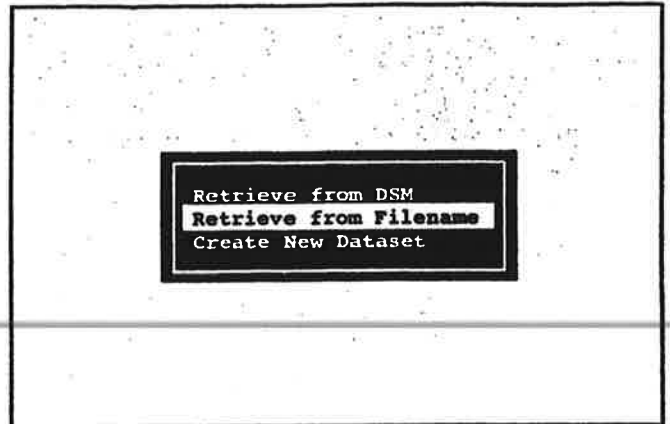 Retrieve from DSM
Retrieve from Filename
Create New Dataset